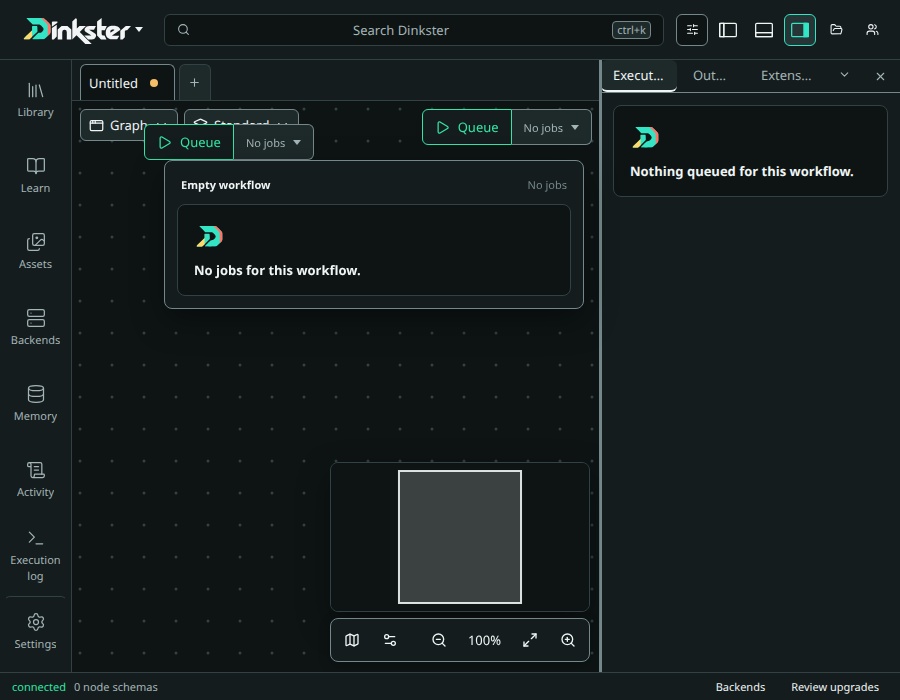 Dinkster
Search Dinkster
ctrl+k
Untitled
+
Library
Learn
Assets
Backends
Memory
Activity
Execution
log
Settings
Graph
Standard
Queue
No jobs
Queue
No jobs
Empty workflow
No jobs
No jobs for this workflow.
100%
Execut...
Out...
Extens...
Nothing queued for this workflow.
connected
0 node schemas
Backends
Review upgrades